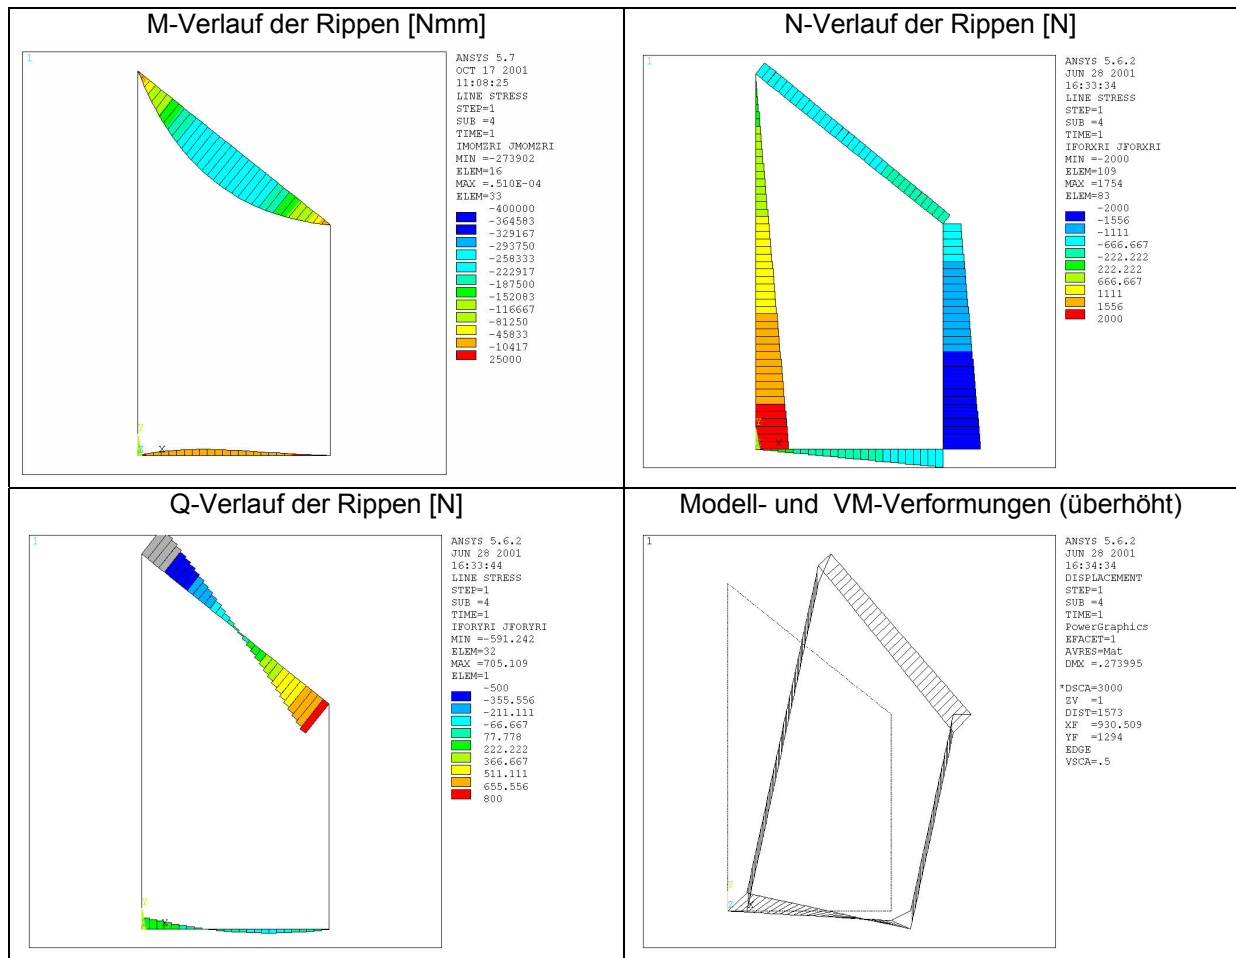 M-Verlauf der Rippen [Nmm]
1
ANSYS 5.7
OCT 17 2001
11:08:25
LINE STRESS
STEP=1
SUB =4
TIME=1
IMOMZRI JMOMZRI
MIN =-273902
ELEM=16
MAX =.510E-04
ELEM=33
-400000
-364583
-329167
-293750
-258333
-222917
-187500
-152083
-116667
-81250
-45833
-10417
25000
Y
Z X
N-Verlauf der Rippen [N]
1
ANSYS 5.6.2
JUN 28 2001
16:33:34
LINE STRESS
STEP=1
SUB =4
TIME=1
IFORXRI JFORXRI
MIN =-2000
ELEM=109
MAX =1754
ELEM=83
-2000
-1556
-1111
-666.667
-222.222
222.222
666.667
1111
1556
2000
Y
X
Q-Verlauf der Rippen [N]
1
ANSYS 5.6.2
JUN 28 2001
16:33:44
LINE STRESS
STEP=1
SUB =4
TIME=1
IFORYRI JFORYRI
MIN =-591.242
ELEM=32
MAX =705.109
ELEM=1
-500
-355.556
-211.111
-66.667
77.778
222.222
366.667
511.111
655.556
800
Y
X
Modell- und VM-Verformungen (überhöht)
1
ANSYS 5.6.2
JUN 28 2001
16:34:34
DISPLACEMENT
STEP=1
SUB =4
TIME=1
PowerGraphics
EFACET=1
AVRES=Mat
DMX =.273995
*DSCA=3000
ZV =1
DIST=1573
XF =930.509
YF =1294
EDGE
VSCA=.5
Y
Z X